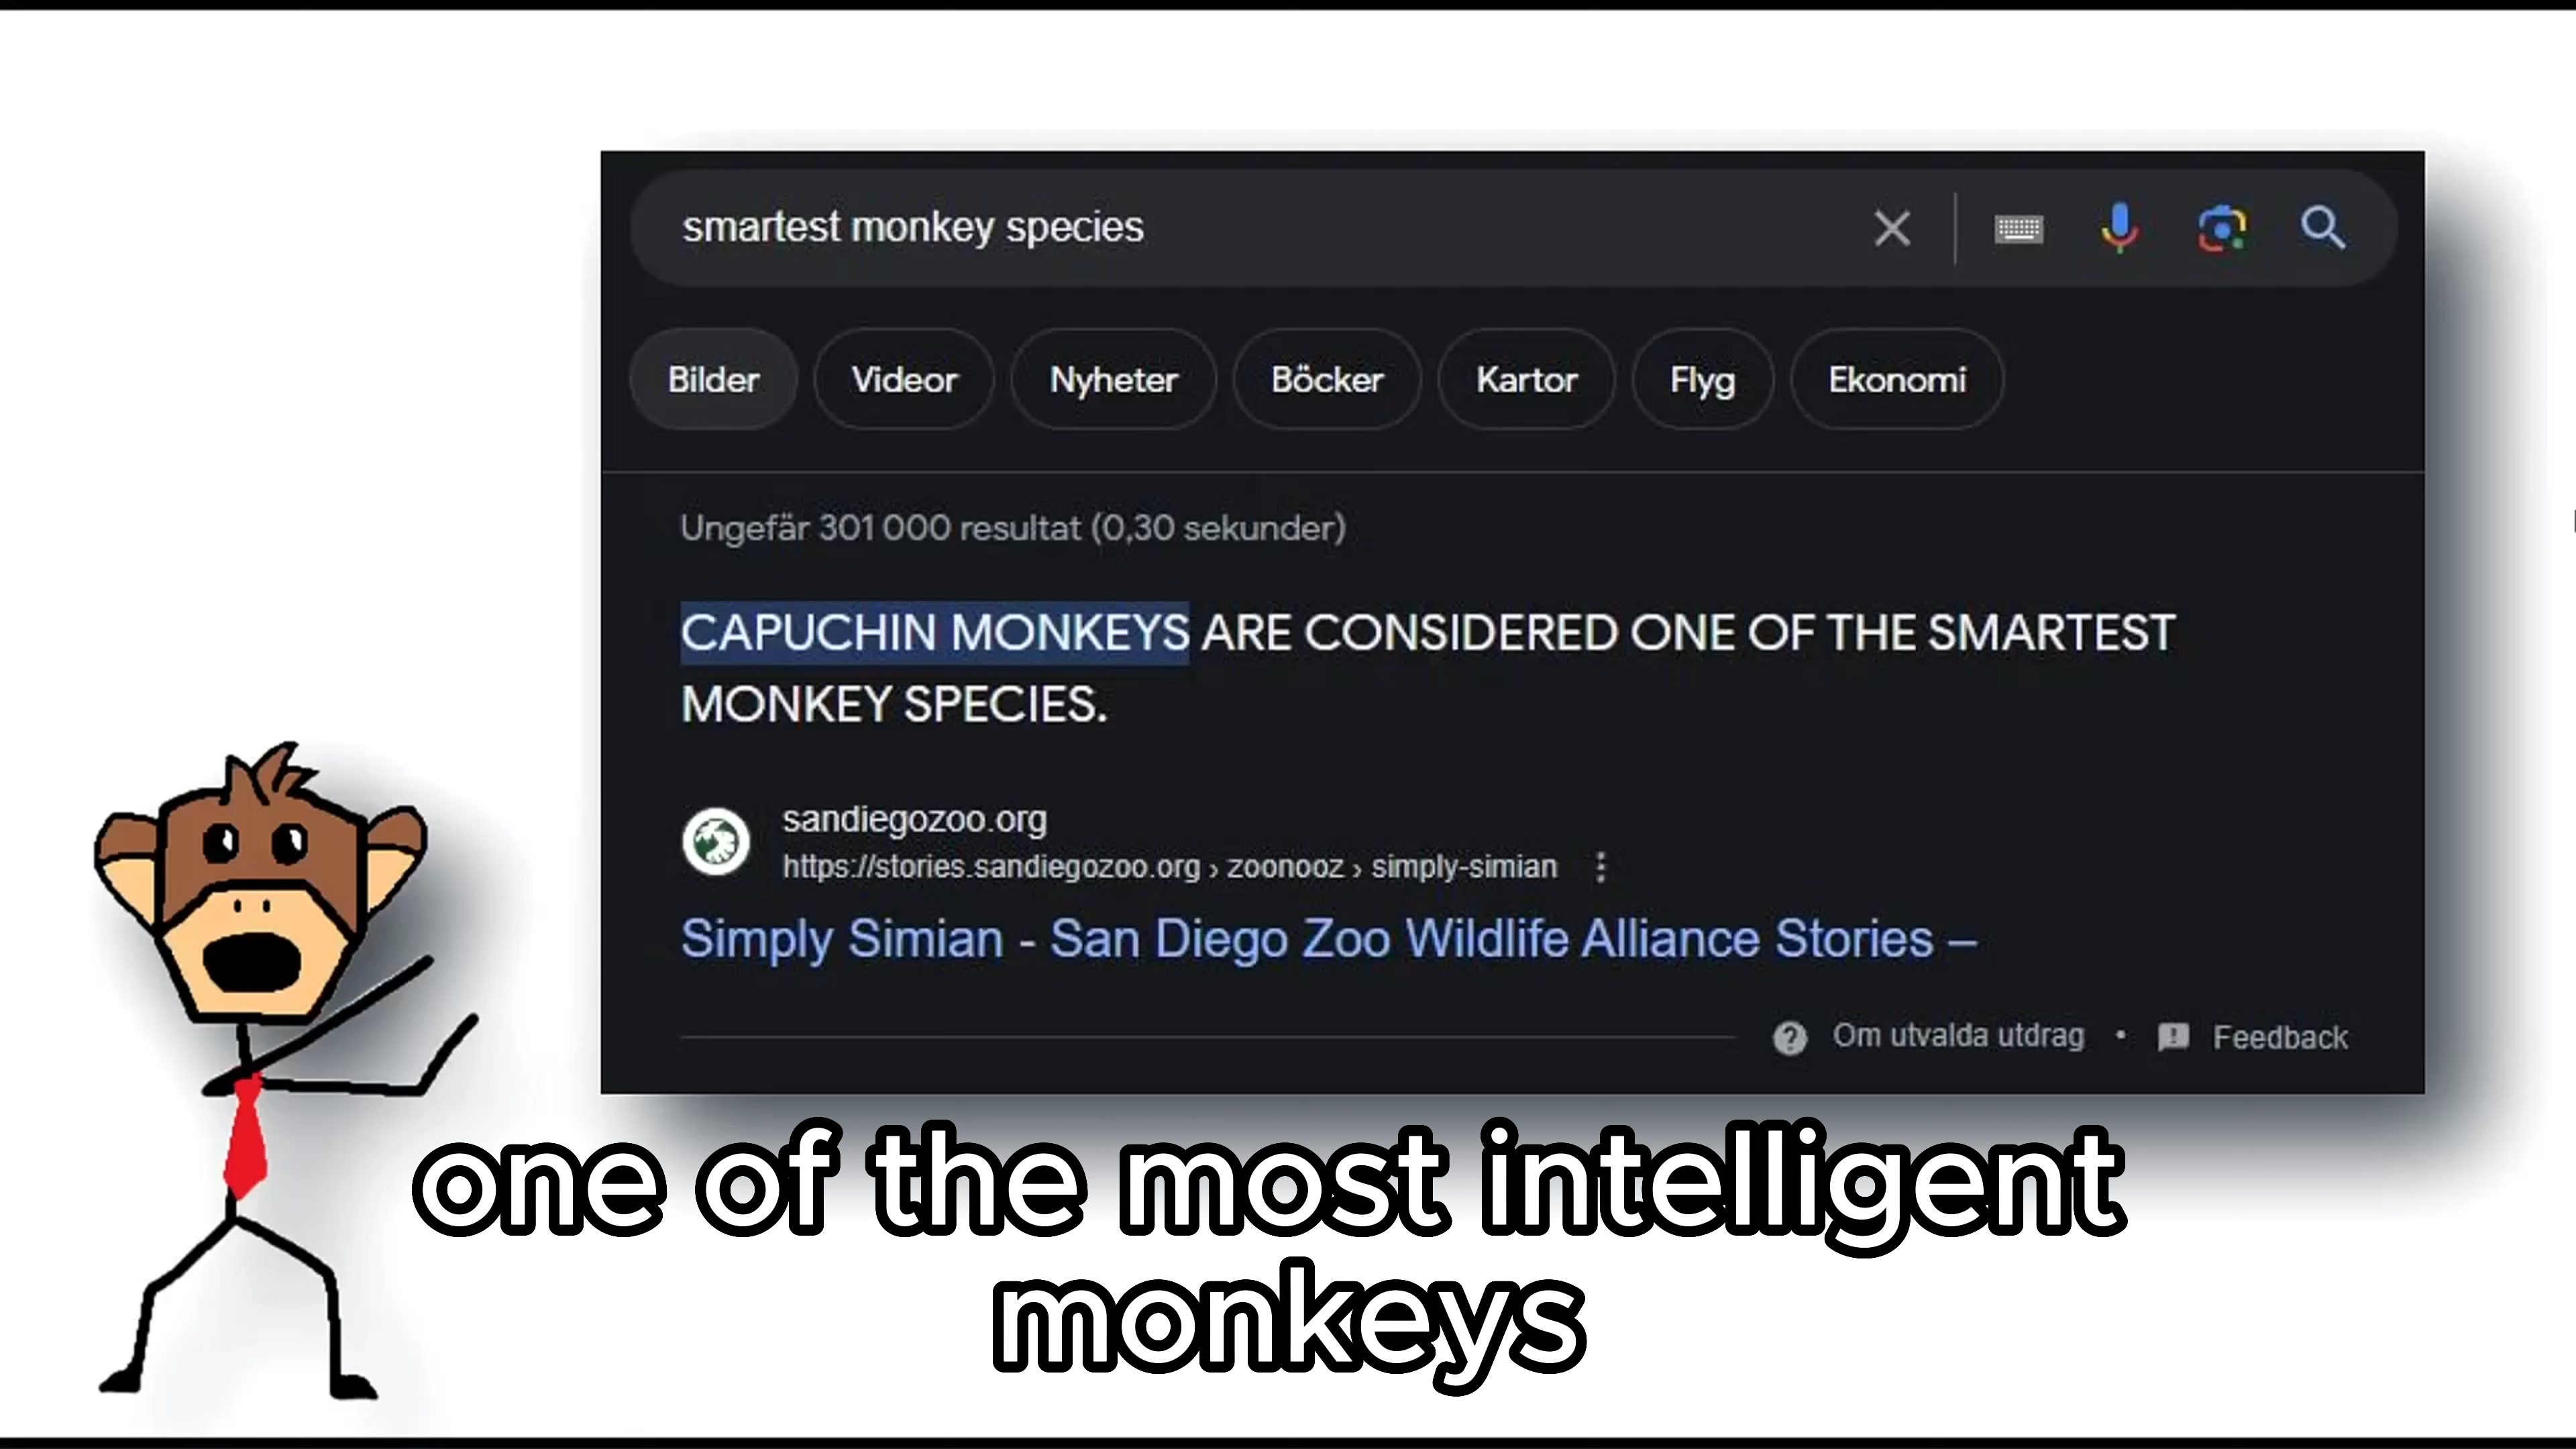 smartest monkey species
Bilder Videor Nyheter Böcker Kartor Flyg Ekonomi
Ungefär 301 000 resultat (0,30 sekunder)
CAPUCHIN MONKEYS ARE CONSIDERED ONE OF THE SMARTEST
MONKEY SPECIES.
sandiegozoo.org
https://stories.sandiegozoo.org › zoonooz › simply-simian
Simply Simian - San Diego Zoo Wildlife Alliance Stories –
Om utvalda utdrag • Feedback
one of the most intelligent
monkeys